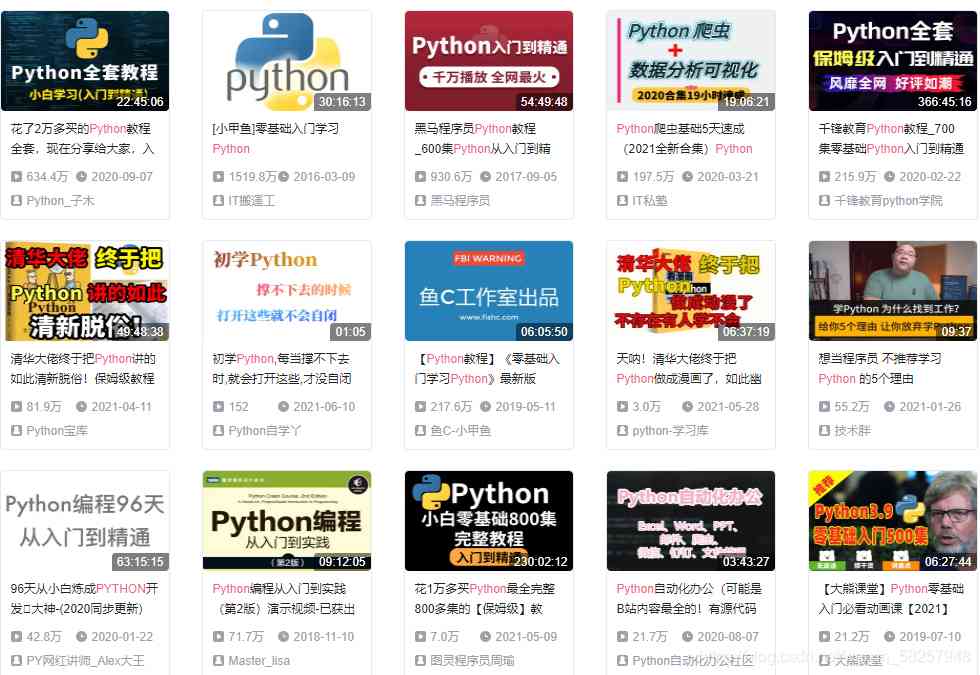 Python全套教程
小白学习(入门到精通)
22:45:06
花了2万多买的Python教程
全套，现在分享给大家，入
634.4万 2020-09-07
Python_子木
python
30:16:13
[小甲鱼]零基础入门学习
Python
1519.8万 2016-03-09
IT搬运工
Python入门到精通
千万播放 全网最火
54:49:48
黑马程序员Python教程
_600集Python从入门到精
930.6万 2017-09-05
黑马程序员
Python 爬虫
+
数据分析可视化
2020合集19小时
19:06:21
Python爬虫基础5天速成
（2021全新合集）Python
197.5万 2020-03-21
IT私塾
Python全套
保姆级入门到精通
风靡全网 好评如潮
366:45:16
千锋教育Python教程_700
集零基础Python入门到精通
215.9万 2020-02-22
千锋教育python学院
清华大佬 终于把
Python 讲的如此
清新脱俗!
49:48:38
清华大佬终于把Python讲的
如此清新脱俗！保姆级教程
81.9万 2021-04-11
Python宝库
初学Python
撑不下去的时候
打开这些就不会自闭
01:05
初学Python,每当撑不下去
时,就会打开这些,才没自闭
152 2021-06-10
Python自学丫
FBI WARNING
鱼C工作室出品
www.fishc.com
06:05:50
【Python教程】《零基础入
门学习Python》最新版
217.6万 2019-05-11
鱼C-小甲鱼
清华大佬 终于把
Python
做成动漫了
不存在有人学不会
06:37:19
天呐！清华大佬终于把
Python做成漫画了，如此幽
3.0万 2021-05-28
python-学习库
学Python 为什么找到工作?
给你5个理由 让你放弃学
09:37
想当程序员 不推荐学习
Python 的5个理由
55.2万 2021-01-26
技术胖
Python编程96天
从入门到精通
63:15:15
96天从小白炼成PYTHON开
发大神-(2020同步更新)
42.8万 2020-01-22
PY网红讲师_Alex大王
Python Crash Course, 2nd Edition
Python编程
从入门到实践
（第2版）
09:12:05
Python编程从入门到实践
（第2版）演示视频-已获出
71.7万 2018-11-10
Master_lisa
Python
小白零基础800集
完整教程
入门到精通
230:02:12
花1万多买Python最全完整
800多集的【保姆级】教
7.0万 2021-05-09
图灵程序员周瑜
Python自动化办公
Excel、Word、PPT、
邮件、爬虫、
微信、钉钉、文件
03:43:27
Python自动化办公（可能是
B站内容最全的！有源代码
21.7万 2020-08-07
Python自动化办公社区
推荐
Python3.9
零基础入门500集
06:27:44
【大熊课堂】Python零基础
入门必看动画课【2021】
21.2万 2019-07-10
大熊课堂